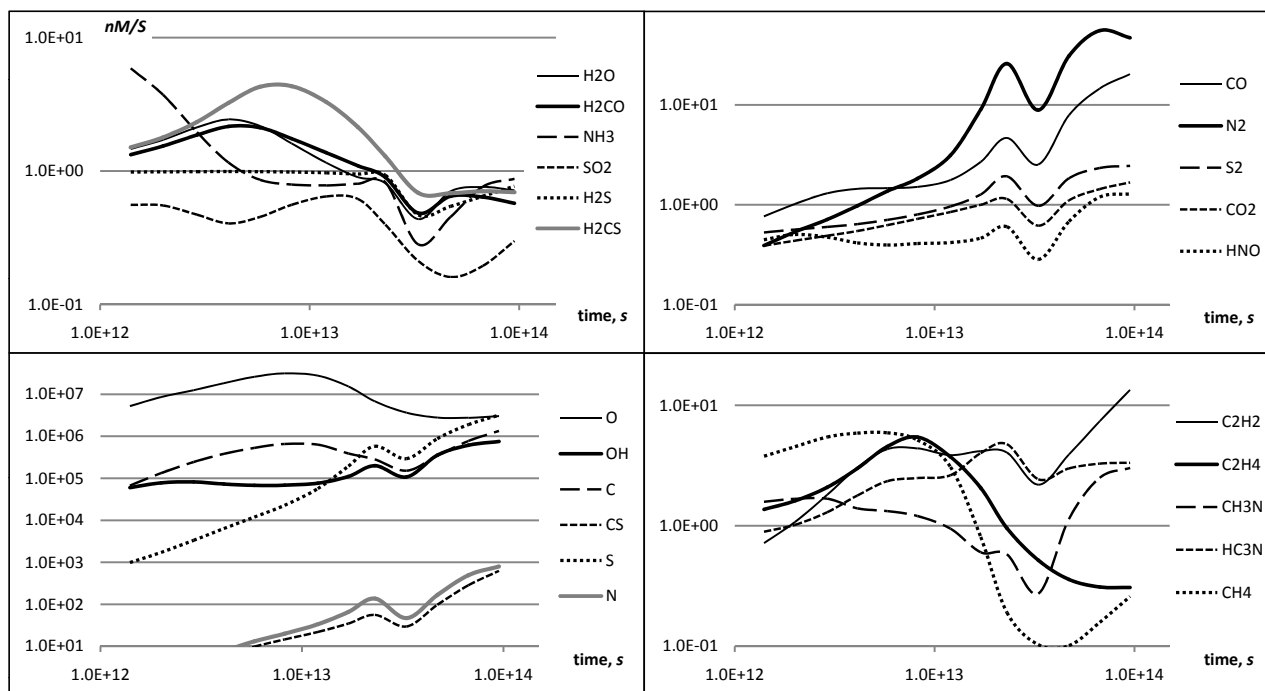 nM/S
1.0E+01
1.0E+00
1.0E-01
1.0E+12
1.0E+13
1.0E+14
time, s
H2O
H2CO
NH3
SO2
H2S
H2CS
1.0E+01
1.0E+00
1.0E-01
1.0E+12
1.0E+13
1.0E+14
time, s
CO
N2
S2
CO2
HNO
1.0E+07
1.0E+06
1.0E+05
1.0E+04
1.0E+03
1.0E+02
1.0E+01
1.0E+12
1.0E+13
1.0E+14
time, s
O
OH
C
CS
S
N
1.0E+01
1.0E+00
1.0E-01
1.0E+12
1.0E+13
1.0E+14
time, s
C2H2
C2H4
CH3N
HC3N
CH4